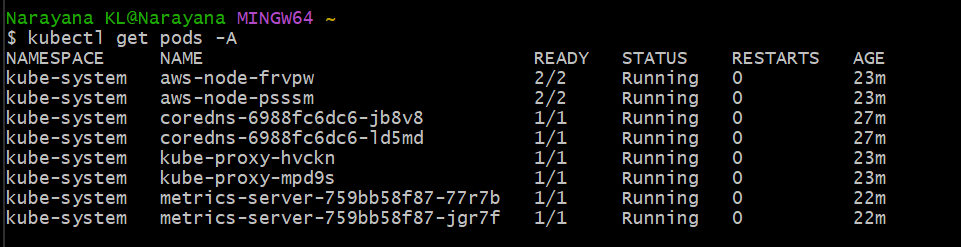 Narayana KL@Narayana MINGW64 ~
$ kubectl get pods -A
NAMESPACE NAME READY STATUS RESTARTS AGE
kube-system aws-node-frvpw 2/2 Running 0 23m
kube-system aws-node-psssm 2/2 Running 0 23m
kube-system coredns-6988fc6dc6-jb8v8 1/1 Running 0 27m
kube-system coredns-6988fc6dc6-ld5md 1/1 Running 0 27m
kube-system kube-proxy-hvckn 1/1 Running 0 23m
kube-system kube-proxy-mpd9s 1/1 Running 0 23m
kube-system metrics-server-759bb58f87-77r7b 1/1 Running 0 22m
kube-system metrics-server-759bb58f87-jgr7f 1/1 Running 0 22m